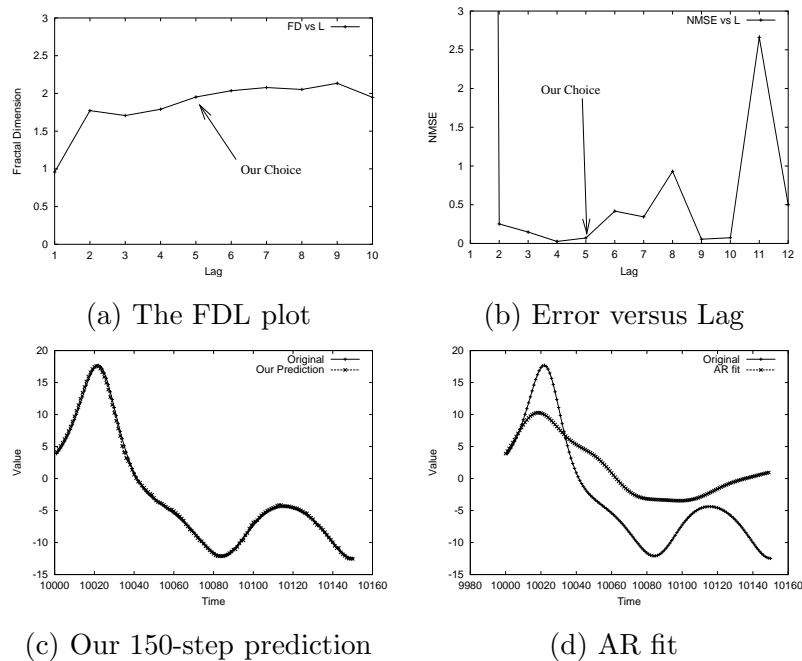 FD vs L
3
2.5
2
1.5
1
0.5
0
Fractal Dimension
Our Choice
1 2 3 4 5 6 7 8 9 10
Lag
(a) The FDL plot
NMSE vs L
3
2.5
2
1.5
1
0.5
0
NMSE
Our Choice
1 2 3 4 5 6 7 8 9 10 11 12
Lag
(b) Error versus Lag
Original
Our Prediction
20
15
10
5
0
-5
-10
-15
Value
10000 10020 10040 10060 10080 10100 10120 10140 10160
Time
(c) Our 150-step prediction
Original
AR fit
20
15
10
5
0
-5
-10
-15
Value
9980 10000 10020 10040 10060 10080 10100 10120 10140 10160
Time
(d) AR fit